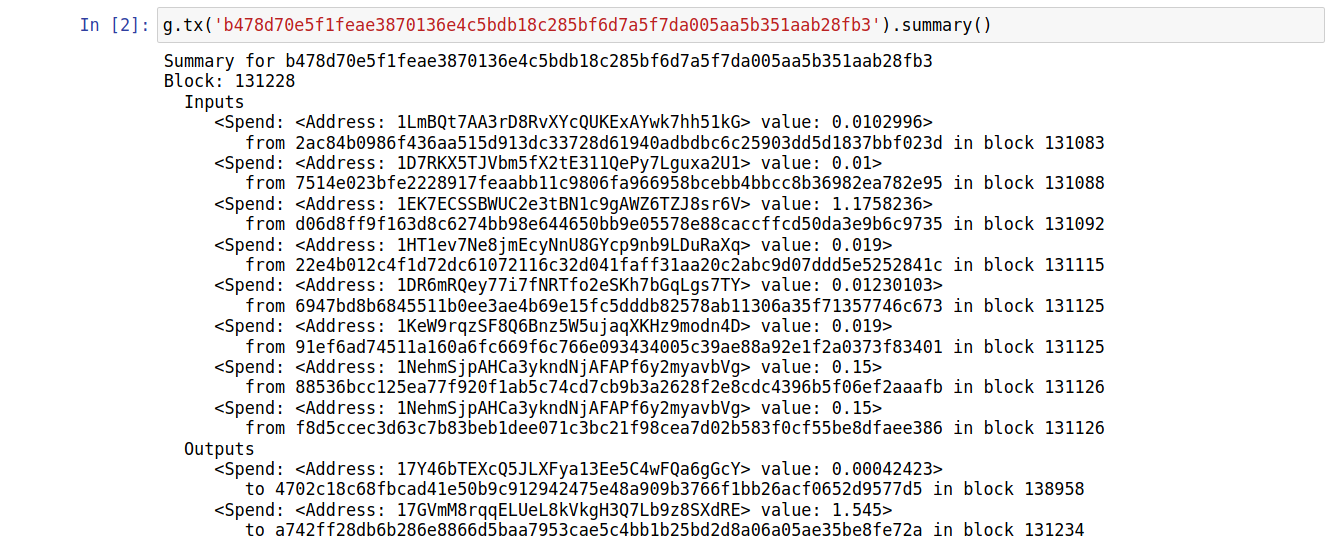 In [2]: g.tx('b478d70e5f1feae3870136e4c5bdb18c285bf6d7a5f7da005aa5b351aab28fb3').summary()
Summary for b478d70e5f1feae3870136e4c5bdb18c285bf6d7a5f7da005aa5b351aab28fb3
Block: 131228
Inputs
<Spend: <Address: 1LmBQt7AA3rD8RvXYcQUKExAYwk7hh51kG> value: 0.0102996>
from 2ac84b0986f436aa515d913dc33728d61940adbdbc6c25903dd5d1837bbf023d in block 131083
<Spend: <Address: 1D7RKX5TJVbm5fX2tE311QePy7Lguxa2U1> value: 0.01>
from 7514e023bfe2228917feaabb11c9806fa966958bcebb4bbcc8b36982ea782e95 in block 131088
<Spend: <Address: 1EK7ECSSBWUC2e3tBN1c9gAWZ6TZJ8sr6V> value: 1.1758236>
from d06d8ff9f163d8c6274bb98e644650bb9e05578e88caccffcd50da3e9b6c9735 in block 131092
<Spend: <Address: 1HT1ev7Ne8jmEcyNnU8GYcp9nb9LDuRaXq> value: 0.019>
from 22e4b012c4f1d72dc61072116c32d041faff31aa20c2abc9d07ddd5e5252841c in block 131115
<Spend: <Address: 1DR6mRQey77i7fNRTfo2eSKh7bGqLgs7TY> value: 0.01230103>
from 6947bd8b6845511b0ee3ae4b69e15fc5dddb82578ab11306a35f71357746c673 in block 131125
<Spend: <Address: 1KeW9rqzSF8Q6Bnz5W5ujaqXKHz9modn4D> value: 0.019>
from 91ef6ad74511a160a6fc669f6c766e093434005c39ae88a92e1f2a0373f83401 in block 131125
<Spend: <Address: 1NehmSjpAHCa3ykndNjAFAPf6y2myavbVg> value: 0.15>
from 88536bcc125ea77f920f1ab5c74cd7cb9b3a2628f2e8cdc4396b5f06ef2aaafb in block 131126
<Spend: <Address: 1NehmSjpAHCa3ykndNjAFAPf6y2myavbVg> value: 0.15>
from f8d5ccec3d63c7b83beb1dee071c3bc21f98cea7d02b583f0cf55be8dfaee386 in block 131126
Outputs
<Spend: <Address: 17Y46bTEXcQ5JLXFya13Ee5C4wFQa6gGcY> value: 0.00042423>
to 4702c18c68fbcad41e50b9c912942475e48a909b3766f1bb26acf0652d9577d5 in block 138958
<Spend: <Address: 17GVmM8rqqELUeL8kVkgH3Q7Lb9z8SXdRE> value: 1.545>
to a742ff28db6b286e8866d5baa7953cae5c4bb1b25bd2d8a06a05ae35be8fe72a in block 131234